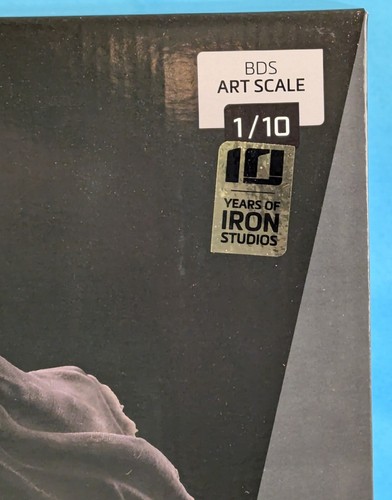 BDS
ART SCALE
1/10
10
YEARS OF
IRON
STUDIOS